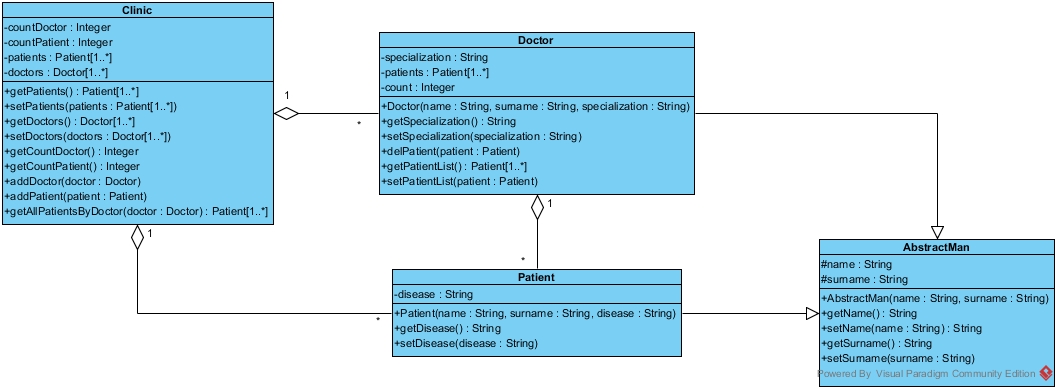 Clinic
-countDoctor : Integer
-countPatient : Integer
-patients : Patient[1..*]
-doctors : Doctor[1..*]
+getPatients() : Patient[1..*]
+setPatients(patients : Patient[1..*])
+getDoctors() : Doctor[1..*]
+setDoctors(doctors : Doctor[1..*])
+getCountDoctor() : Integer
+getCountPatient() : Integer
+addDoctor(doctor : Doctor)
+addPatient(patient : Patient)
+getAllPatientsByDoctor(doctor : Doctor) : Patient[1..*]
1
*
Doctor
-specialization : String
-patients : Patient[1..*]
-count : Integer
+Doctor(name : String, surname : String, specialization : String)
+getSpecialization() : String
+setSpecialization(specialization : String)
+delPatient(patient : Patient)
+getPatientList() : Patient[1..*]
+setPatientList(patient : Patient)
1
*
1
*
Patient
-disease : String
+Patient(name : String, surname : String, disease : String)
+getDisease() : String
+setDisease(disease : String)
AbstractMan
#name : String
#surname : String
+AbstractMan(name : String, surname : String)
+getName() : String
+setName(name : String) : String
+getSurname() : String
+setSurname(surname : String)
Powered By Visual Paradigm Community Edition